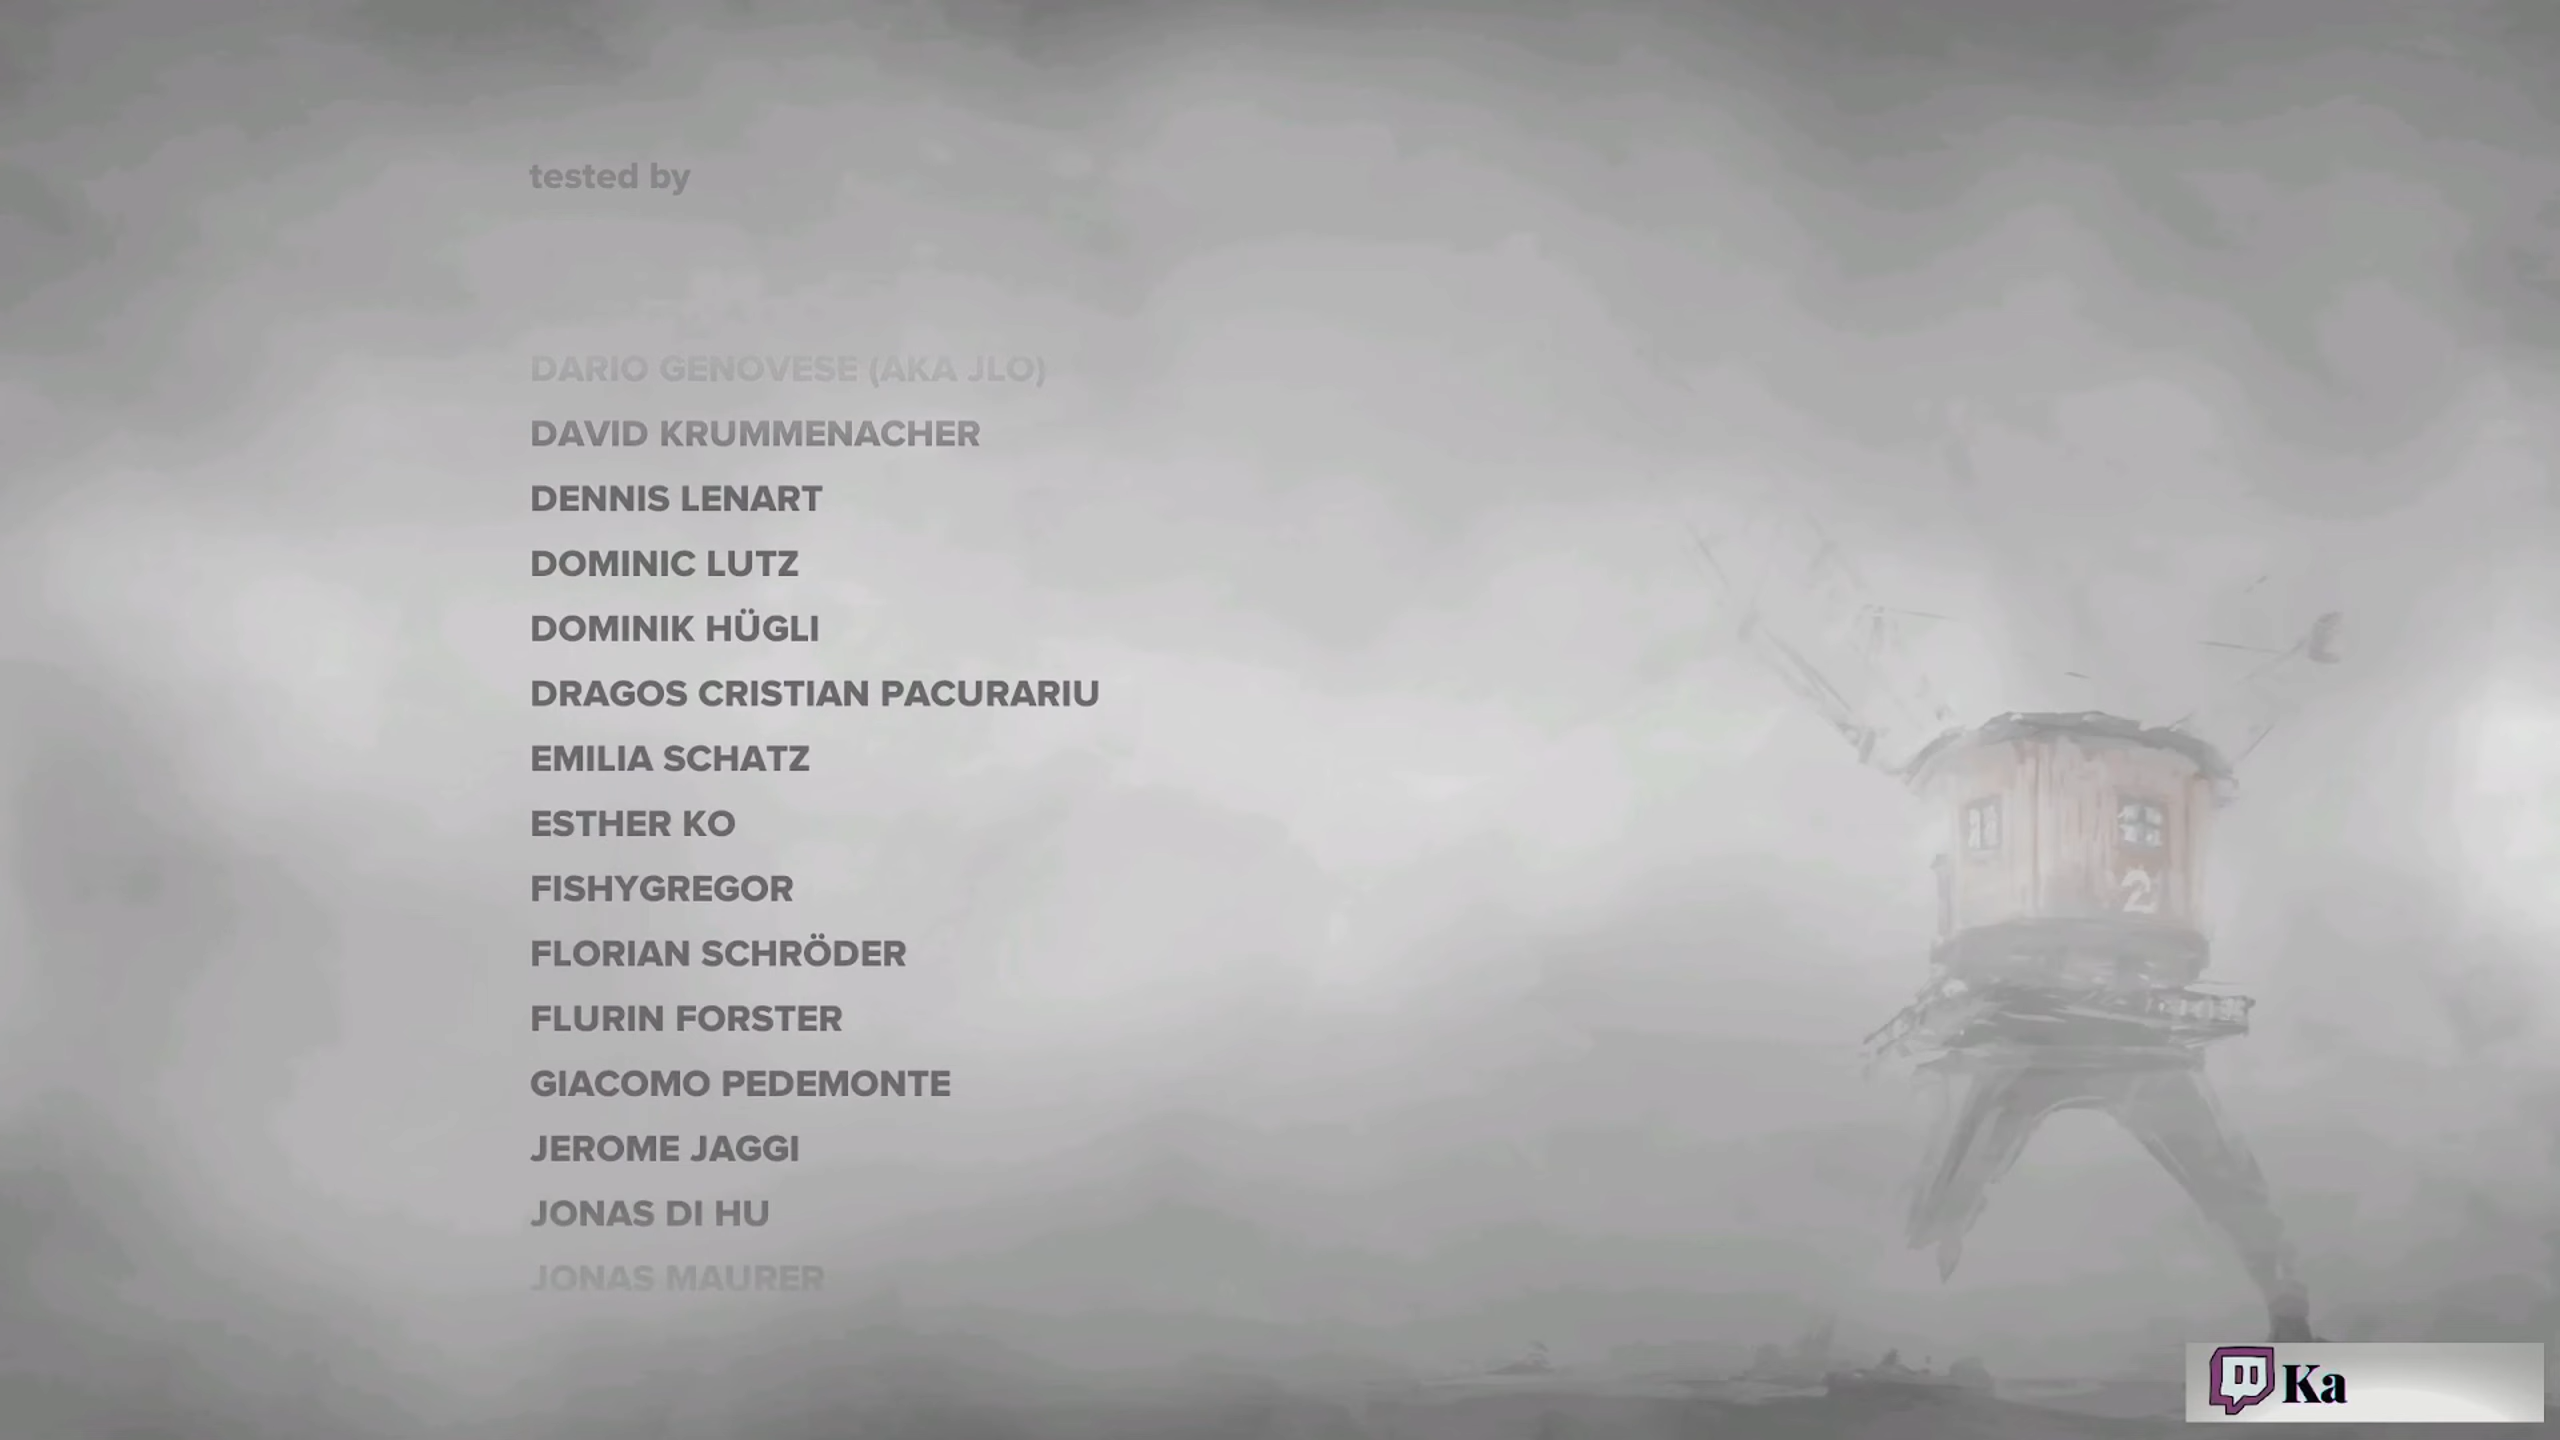 tested by
DARIO GENOVESE (AKA JLO)
DAVID KRUMMENACHER
DENNIS LENART
DOMINIC LUTZ
DOMINIK HÜGLI
DRAGOS CRISTIAN PACURARIU
EMILIA SCHATZ
ESTHER KO
FISHYGREGOR
FLORIAN SCHRÖDER
FLURIN FORSTER
GIACOMO PEDEMONTE
JEROME JAGGI
JONAS DI HU
JONAS MAURER
2
Ka